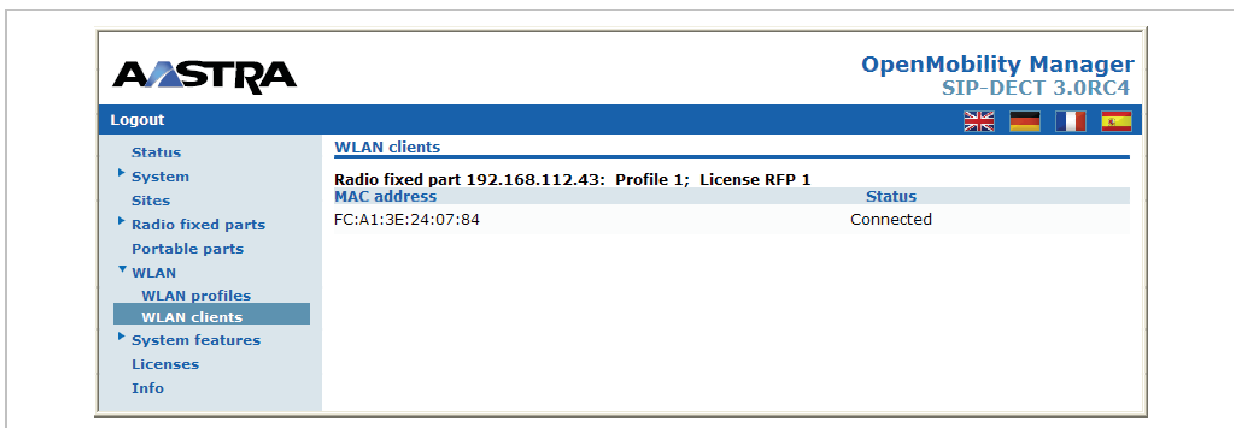 AASTRA
OpenMobility Manager
SIP-DECT 3.0RC4
Logout
Status
System
Sites
Radio fixed parts
Portable parts
WLAN
WLAN profiles
WLAN clients
System features
Licenses
Info
WLAN clients
Radio fixed part 192.168.112.43: Profile 1; License RFP 1
MAC address Status
FC:A1:3E:24:07:84 Connected